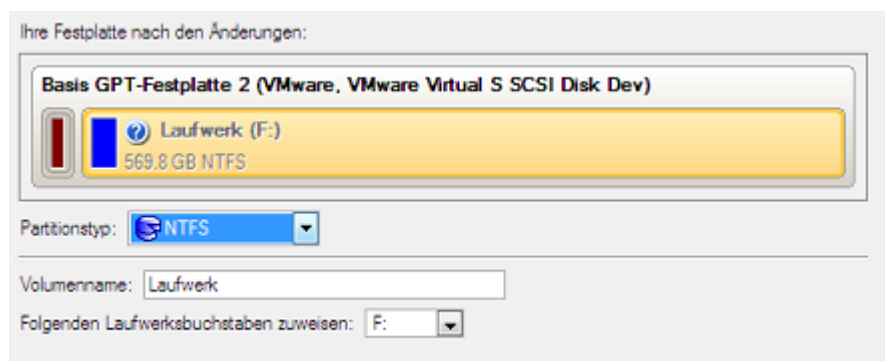 Ihre Festplatte nach den Änderungen:
Basis GPT-Festplatte 2 (VMware, VMware Virtual S SCSI Disk Dev)
Laufwerk (F:)
569.8 GB NTFS
Partitionstyp: NTFS
Volumenname: Laufwerk
Folgenden Laufwerksbuchstaben zuweisen: F: